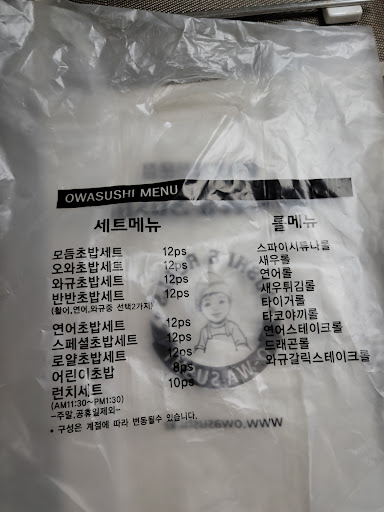 OWASUSHI MENU
세트메뉴
모듬초밥세트 12ps
오와초밥세트 12ps
와규초밥세트 12ps
반반초밥세트 12ps
(활어,연어,와규중 선택2가지)
연어초밥세트 12ps
스페셜초밥세트 12ps
로얄초밥세트 12ps
어린이초밥 8ps
런치세트 10ps
(AM11:30~PM1:30)
-주말,공휴일제외-
* 구성은 계절에 따라 변동될수 있습니다.
롤메뉴
스파이시튜나롤
새우롤
연어롤
새우튀김롤
타이거롤
타코야끼롤
연어스테이크롤
드래곤롤
와규갈릭스테이크롤